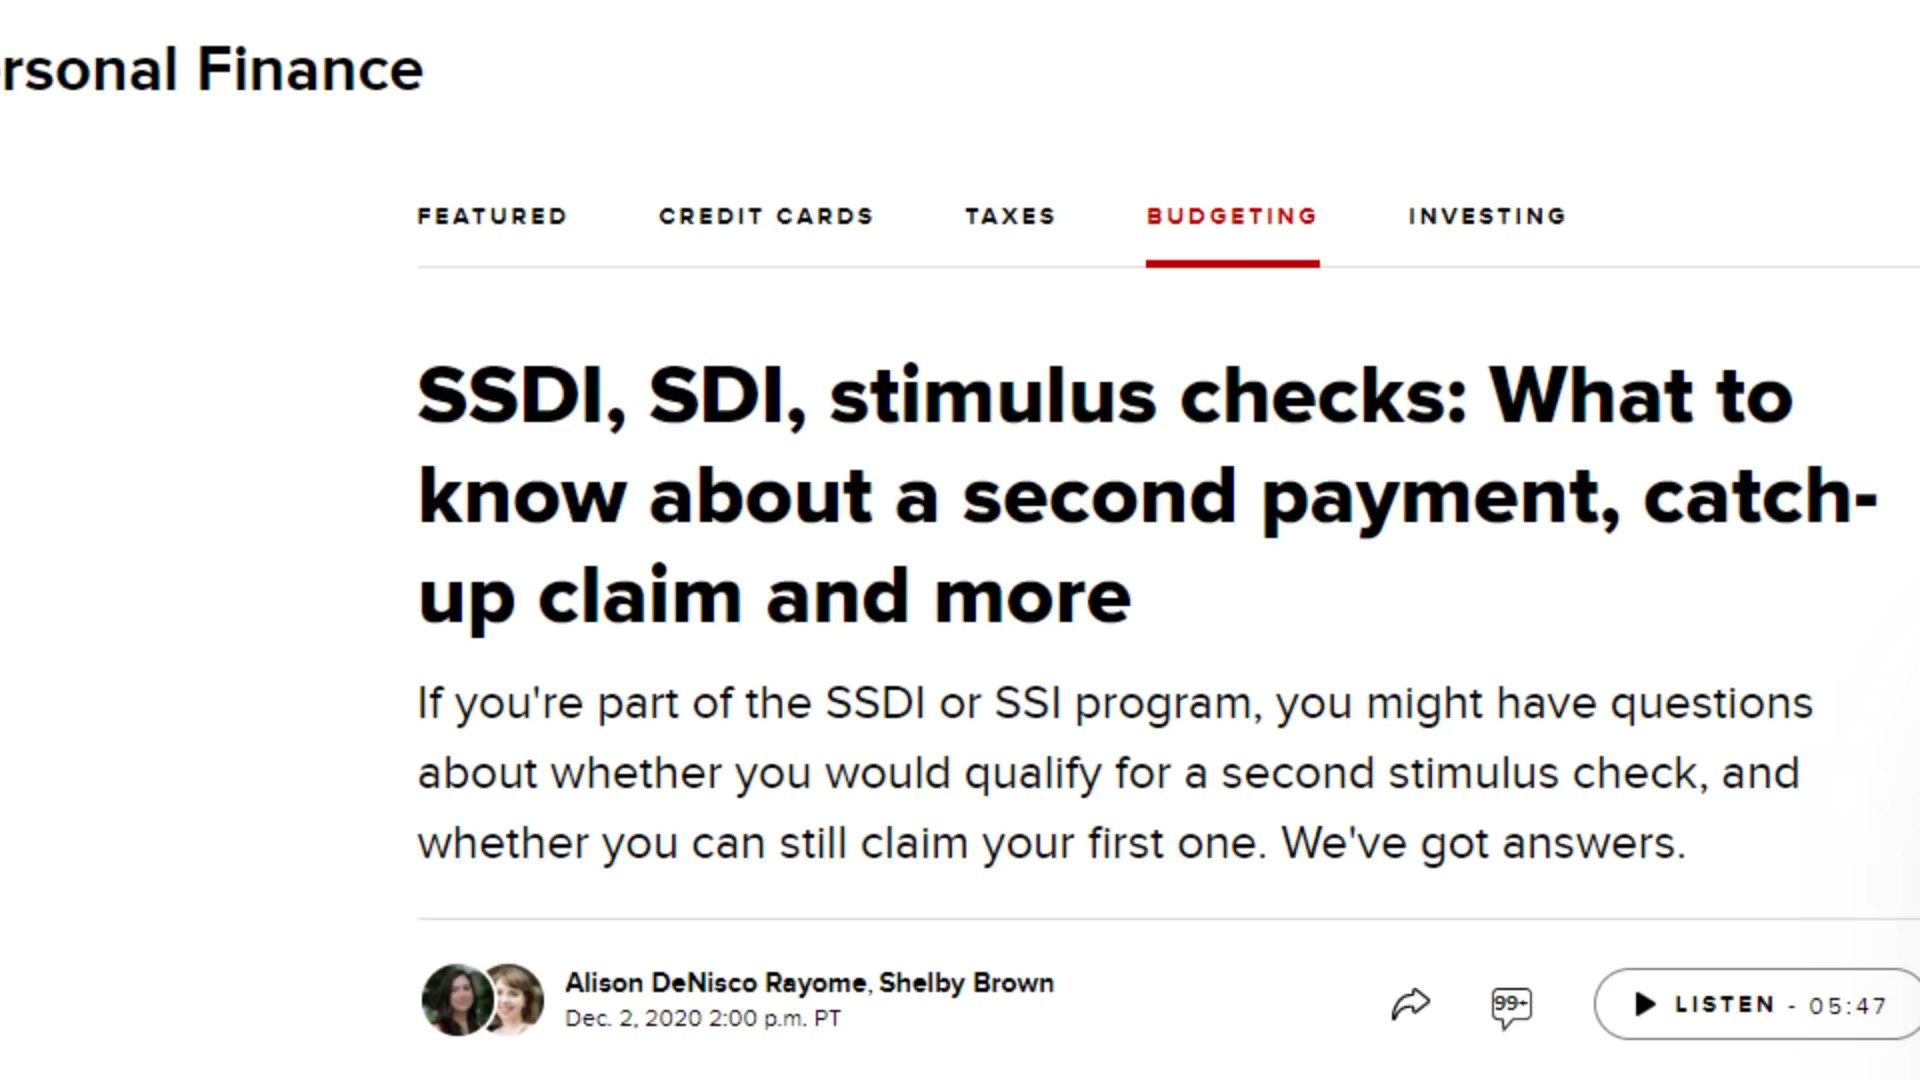 rsonal Finance
FEATURED CREDIT CARDS TAXES BUDGETING INVESTING
SSDI, SDI, stimulus checks: What to
know about a second payment, catch-
up claim and more
If you're part of the SSDI or SSI program, you might have questions
about whether you would qualify for a second stimulus check, and
whether you can still claim your first one. We've got answers.
Alison DeNisco Rayome, Shelby Brown
Dec. 2, 2020 2:00 p.m. PT
99+
LISTEN - 05:47